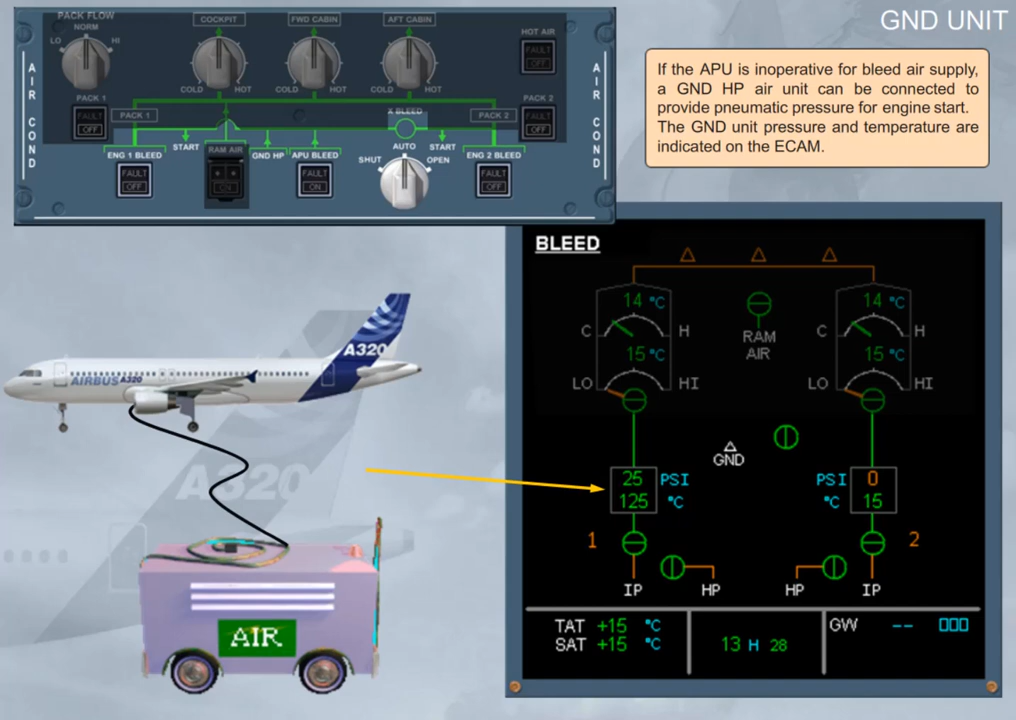 GND UNIT
If the APU is inoperative for bleed air supply,
a GND HP air unit can be connected to
provide pneumatic pressure for engine start.
The GND unit pressure and temperature are
indicated on the ECAM.
PACK FLOW
NORM
LO
HI
COCKPIT
FWD CABIN
AFT CABIN
HOT AIR
FAULT
OFF
COLD HOT
COLD HOT
COLD HOT
AIR COND
AIR COND
PACK 1
FAULT
OFF
PACK 1
X BLEED
PACK 2
PACK 2
FAULT
OFF
START
RAM AIR
GND HP
APU BLEED
AUTO
START
ENG 1 BLEED
ENG 2 BLEED
SHUT
OPEN
FAULT
OFF
ON
FAULT
ON
FAULT
OFF
BLEED
14 °C
14 °C
C H
RAM
AIR
C H
15 °C
15 °C
LO HI
LO HI
GND
25 PSI
125 °C
PSI 0
°C 15
1
2
IP HP HP IP
TAT +15 °C
SAT +15 °C
13 H 28
GW --
AIRBUS A320
A320
A320
AIR